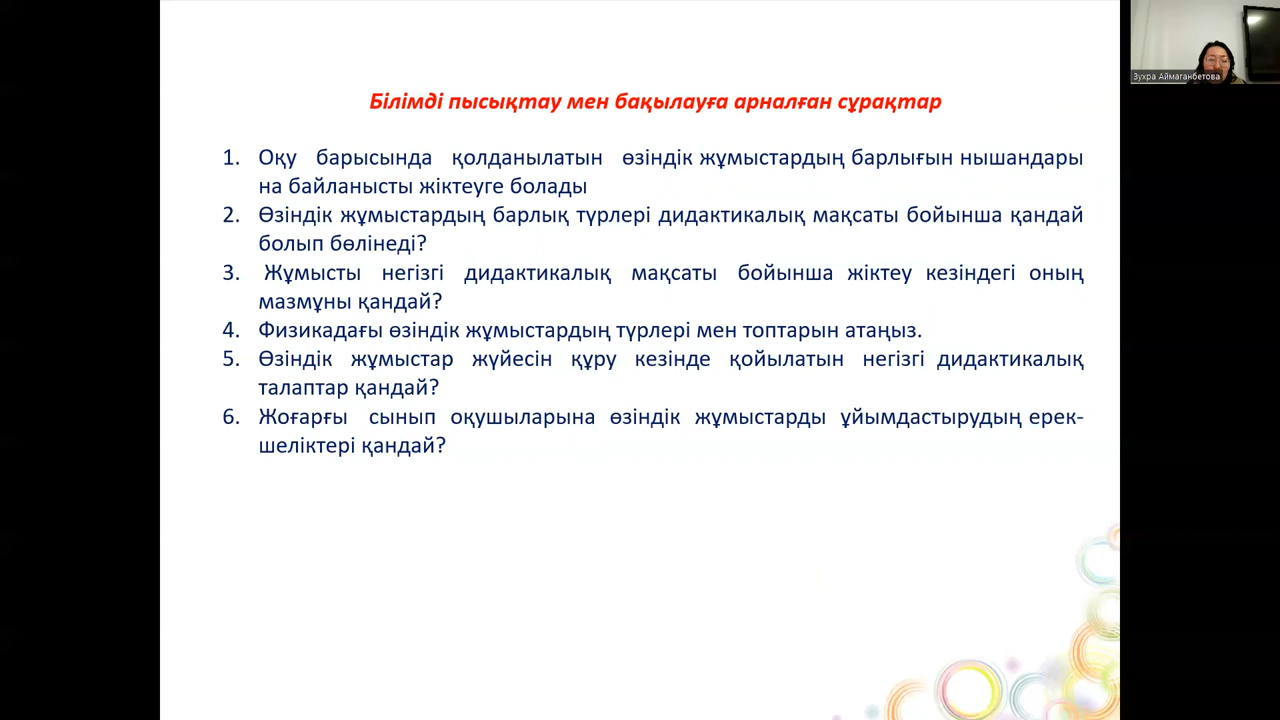 Білімді пысықтау мен бақылауға арналған сұрақтар
1. Оқу барысында қолданылатын өзіндік жұмыстардың барлығын нышандары
на байланысты жіктеуге болады
2. Өзіндік жұмыстардың барлық түрлері дидактикалық мақсаты бойынша қандай
болып бөлінеді?
3. Жұмысты негізгі дидактикалық мақсаты бойынша жіктеу кезіндегі оның
мазмұны қандай?
4. Физикадағы өзіндік жұмыстардың түрлері мен топтарын атаңыз.
5. Өзіндік жұмыстар жүйесін құру кезінде қойылатын негізгі дидактикалық
талаптар қандай?
6. Жоғарғы сынып оқушыларына өзіндік жұмыстарды ұйымдастырудың ерек-
шеліктері қандай?
Зухра Аймаганбетова